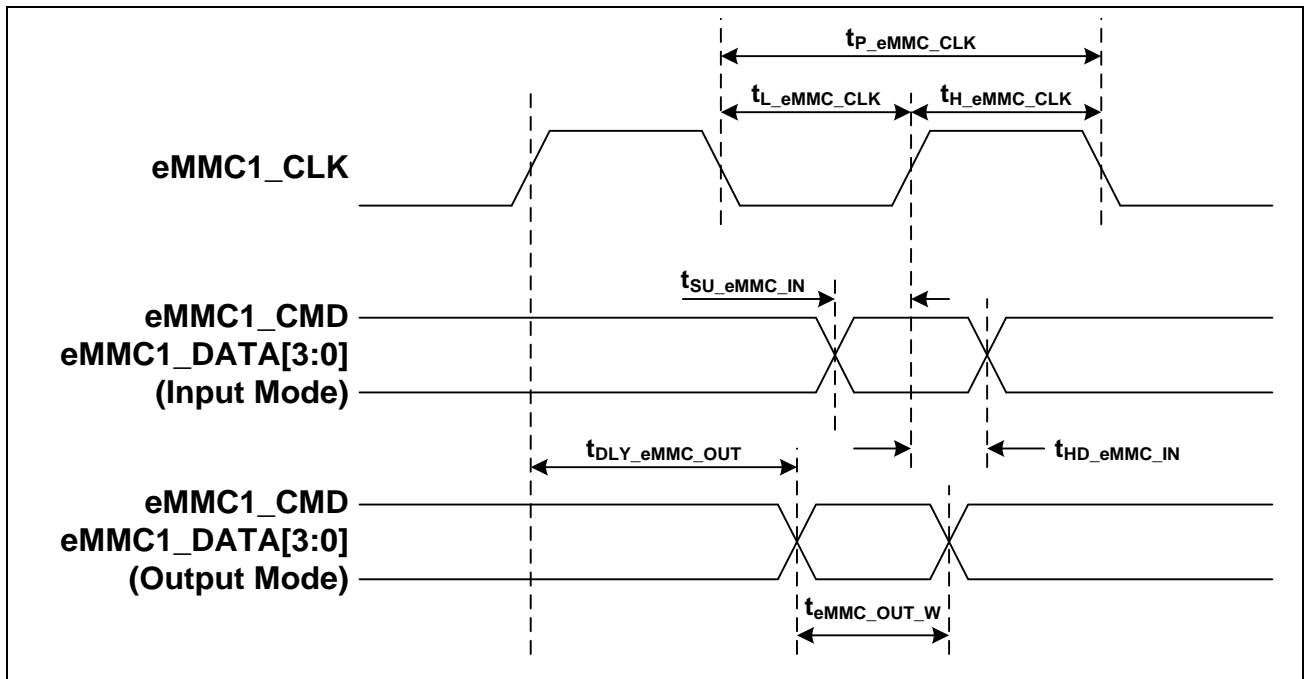 tP_eMMC_CLK
tL_eMMC_CLK
tH_eMMC_CLK
eMMC1_CLK
tSU_eMMC_IN
eMMC1_CMD
eMMC1_DATA[3:0]
(Input Mode)
tDLY_eMMC_OUT
tHD_eMMC_IN
eMMC1_CMD
eMMC1_DATA[3:0]
(Output Mode)
teMMC_OUT_W